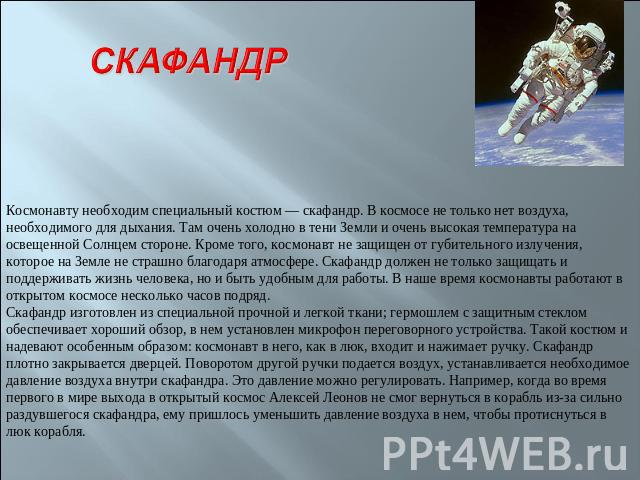 СКАФАНДР
Космонавту необходим специальный костюм — скафандр. В космосе не только нет воздуха,
необходимого для дыхания. Там очень холодно в тени Земли и очень высокая температура на
освещенной Солнцем стороне. Кроме того, космонавт не защищен от губительного излучения,
которое на Земле не страшно благодаря атмосфере. Скафандр должен не только защищать и
поддерживать жизнь человека, но и быть удобным для работы. В наше время космонавты работают в
открытом космосе несколько часов подряд.
Скафандр изготовлен из специальной прочной и легкой ткани; гермошлем с защитным стеклом
обеспечивает хороший обзор, в нем установлен микрофон переговорного устройства. Такой костюм и
надевают особенным образом: космонавт в него, как в люк, входит и нажимает ручку. Скафандр
плотно закрывается дверцей. Поворотом другой ручки подается воздух, устанавливается необходимое
давление воздуха внутри скафандра. Это давление можно регулировать. Например, когда во время
первого в мире выхода в открытый космос Алексей Леонов не смог вернуться в корабль из-за сильно
раздувшегося скафандра, ему пришлось уменьшить давление воздуха в нем, чтобы протиснуться в
люк корабля.
PPt4WEB.ru